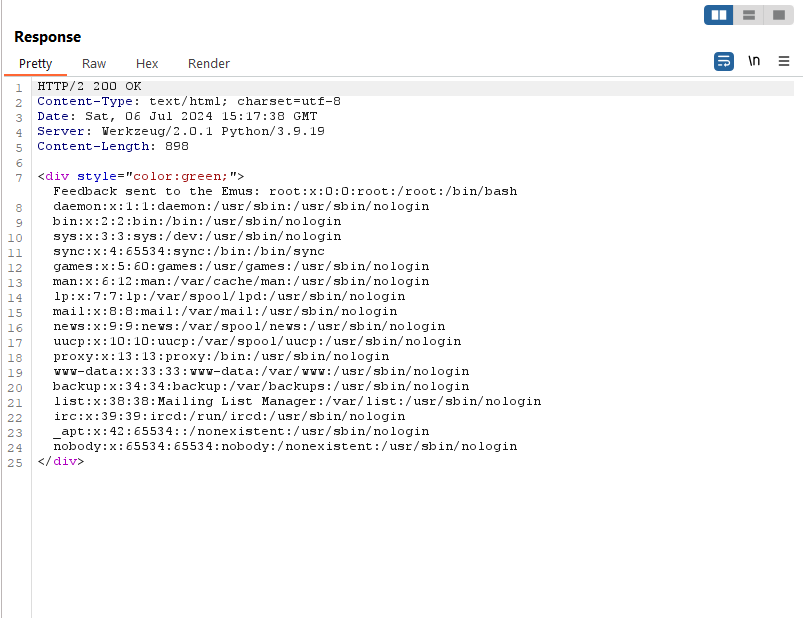 Response
Pretty Raw Hex Render \n
1 HTTP/2 200 OK
2 Content-Type: text/html; charset=utf-8
3 Date: Sat, 06 Jul 2024 15:17:38 GMT
4 Server: Werkzeug/2.0.1 Python/3.9.19
5 Content-Length: 898
6
7 <div style="color:green;">
Feedback sent to the Emus: root:x:0:0:root:/root:/bin/bash
8 daemon:x:1:1:daemon:/usr/sbin:/usr/sbin/nologin
9 bin:x:2:2:bin:/bin:/usr/sbin/nologin
10 sys:x:3:3:sys:/dev:/usr/sbin/nologin
11 sync:x:4:65534:sync:/bin:/bin/sync
12 games:x:5:60:games:/usr/games:/usr/sbin/nologin
13 man:x:6:12:man:/var/cache/man:/usr/sbin/nologin
14 lp:x:7:7:lp:/var/spool/lpd:/usr/sbin/nologin
15 mail:x:8:8:mail:/var/mail:/usr/sbin/nologin
16 news:x:9:9:news:/var/spool/news:/usr/sbin/nologin
17 uucp:x:10:10:uucp:/var/spool/uucp:/usr/sbin/nologin
18 proxy:x:13:13:proxy:/bin:/usr/sbin/nologin
19 www-data:x:33:33:www-data:/var/www:/usr/sbin/nologin
20 backup:x:34:34:backup:/var/backups:/usr/sbin/nologin
21 list:x:38:38:Mailing List Manager:/var/list:/usr/sbin/nologin
22 irc:x:39:39:ircd:/run/ircd:/usr/sbin/nologin
23 _apt:x:42:65534::/nonexistent:/usr/sbin/nologin
24 nobody:x:65534:65534:nobody:/nonexistent:/usr/sbin/nologin
25 </div>